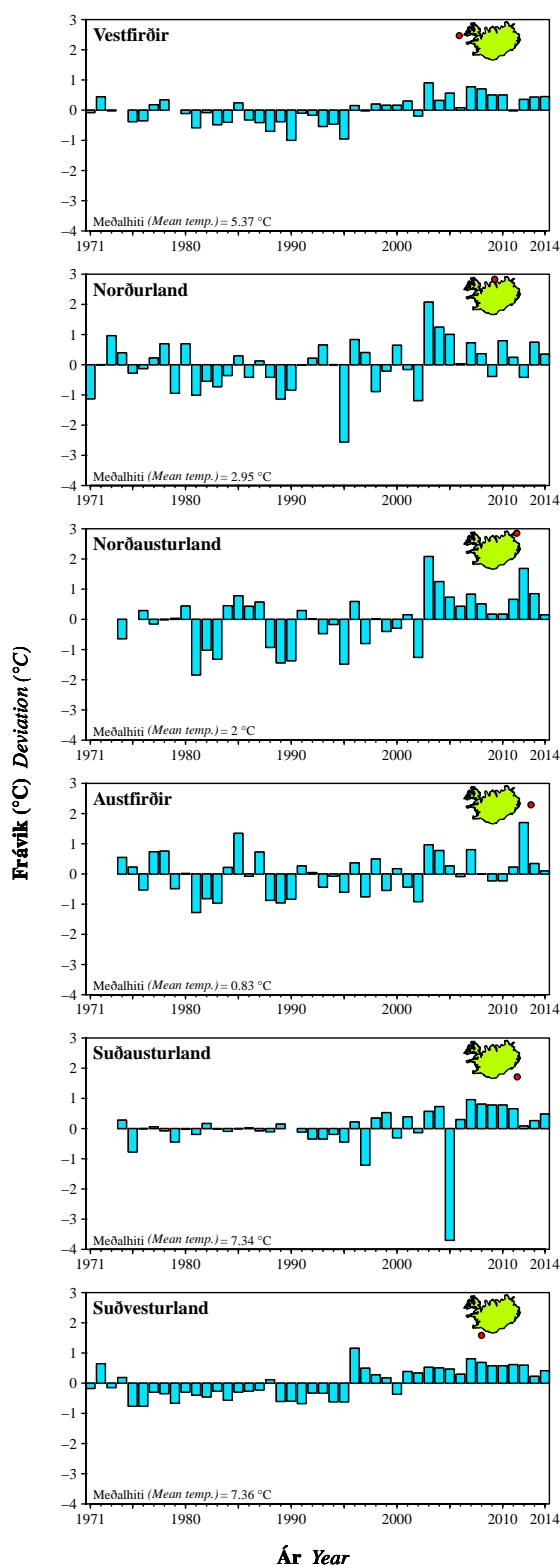 3
2
1
0
−1
−2
−3
−4
Vestfirðir
Meðalhiti (Mean temp.) = 5.37 °C
1971 1980 1990 2000 2010 2014
3
2
1
0
−1
−2
−3
−4
Norðurland
Meðalhiti (Mean temp.) = 2.95 °C
1971 1980 1990 2000 2010 2014
3
2
1
0
−1
−2
−3
−4
Norðausturland
Meðalhiti (Mean temp.) = 2 °C
1971 1980 1990 2000 2010 2014
Frávik (°C) Deviation (°C)
3
2
1
0
−1
−2
−3
−4
Austfirðir
Meðalhiti (Mean temp.) = 0.83 °C
1971 1980 1990 2000 2010 2014
3
2
1
0
−1
−2
−3
−4
Suðausturland
Meðalhiti (Mean temp.) = 7.34 °C
1971 1980 1990 2000 2010 2014
3
2
1
0
−1
−2
−3
−4
Suðvesturland
Meðalhiti (Mean temp.) = 7.36 °C
1971 1980 1990 2000 2010 2014
Ár Year